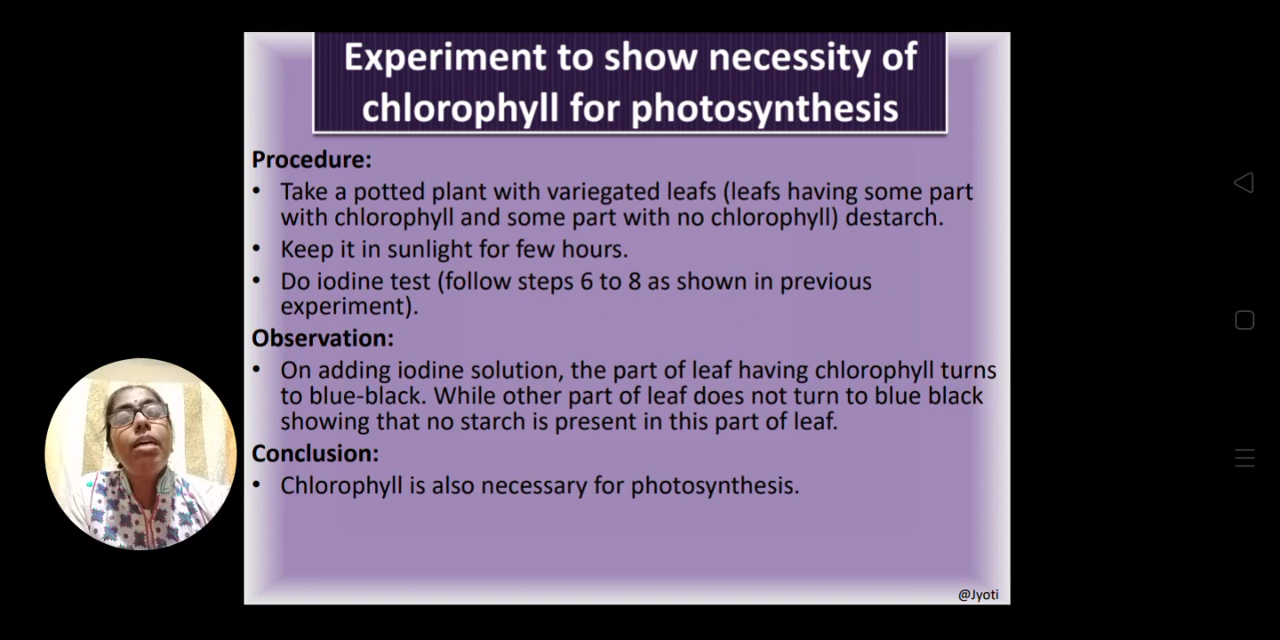 Experiment to show necessity of
chlorophyll for photosynthesis
Procedure:
• Take a potted plant with variegated leafs (leafs having some part
with chlorophyll and some part with no chlorophyll) destarch.
• Keep it in sunlight for few hours.
• Do iodine test (follow steps 6 to 8 as shown in previous
experiment).
Observation:
• On adding iodine solution, the part of leaf having chlorophyll turns
to blue-black. While other part of leaf does not turn to blue black
showing that no starch is present in this part of leaf.
Conclusion:
• Chlorophyll is also necessary for photosynthesis.
@Jyoti